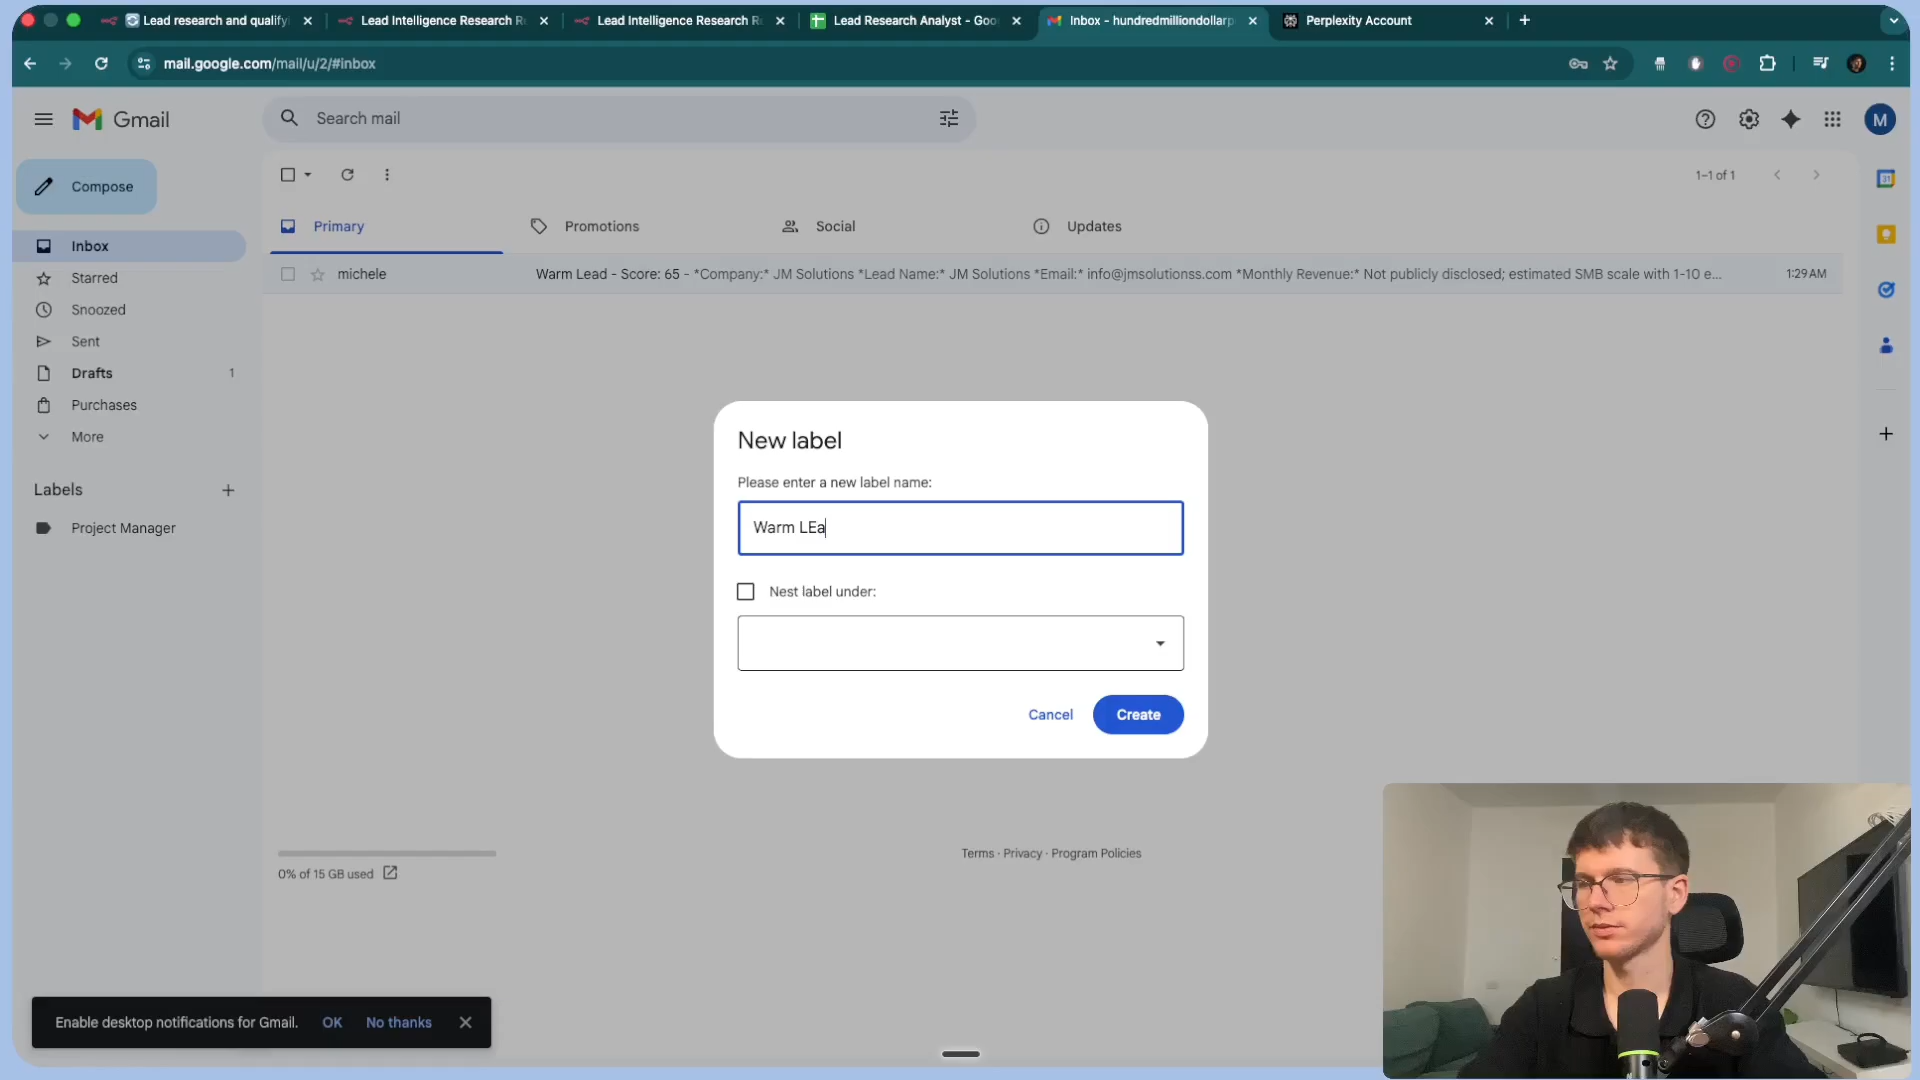 Lead research and qualifyi
Lead Intelligence Research R
Lead Intelligence Research R
Lead Research Analyst - Goo
Inbox - hundredmilliondollarp
Perplexity Account
mail.google.com/mail/u/2/#inbox
Gmail
Search mail
M
Compose
1–1 of 1
Primary
Promotions
Social
Updates
Inbox
michele
Warm Lead - Score: 65 - *Company:* JM Solutions *Lead Name:* JM Solutions *Email:* info@jmsolutionss.com *Monthly Revenue:* Not publicly disclosed; estimated SMB scale with 1-10 e...
1:29 AM
Starred
Snoozed
Sent
Drafts
1
Purchases
More
Labels
Project Manager
New label
Please enter a new label name:
Warm LEa
Nest label under:
Cancel
Create
Terms · Privacy · Program Policies
0% of 15 GB used
Enable desktop notifications for Gmail.
OK
No thanks